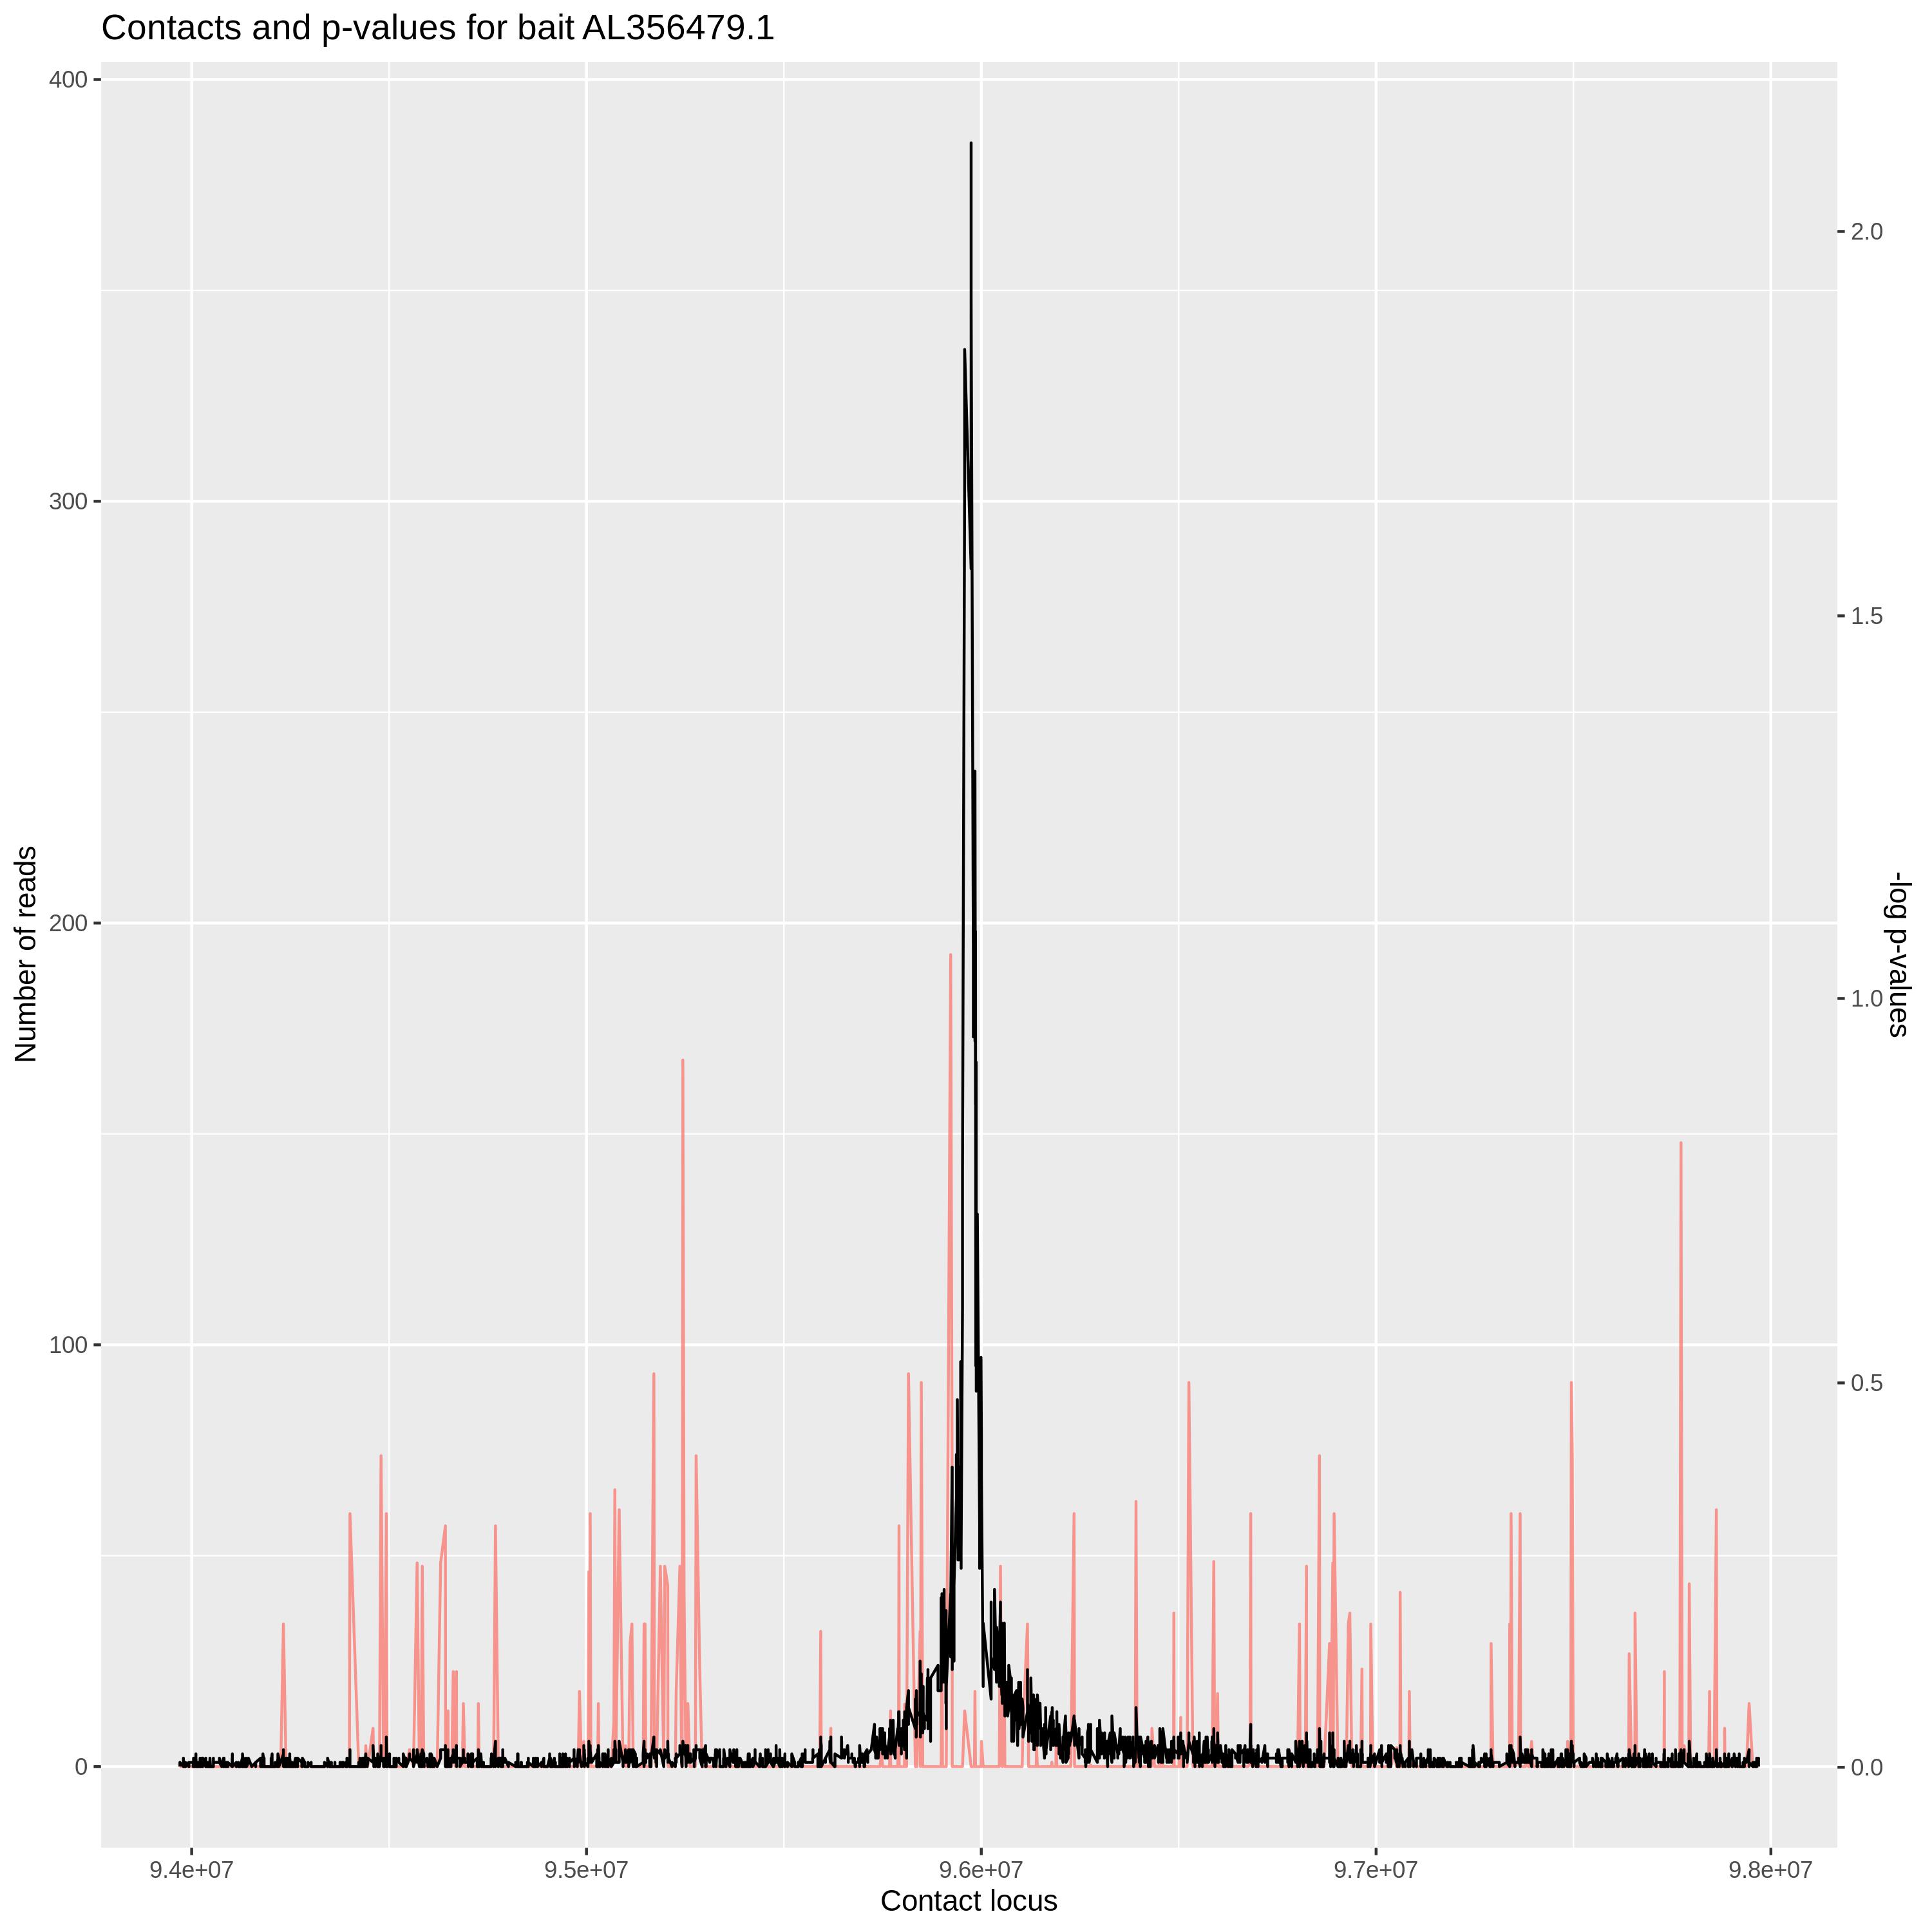 Contacts and p-values for bait AL356479.1
400
300
200
100
0
Number of reads
2.0
1.5
1.0
0.5
0.0
-log p-values
9.4e+07
9.5e+07
9.6e+07
9.7e+07
9.8e+07
Contact locus